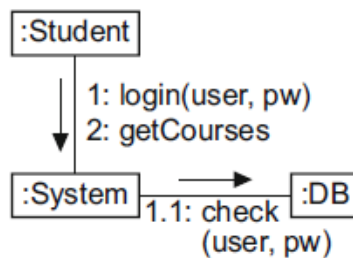 :Student
1: login(user, pw)
2: getCourses
:System
:DB
1.1: check
(user, pw)